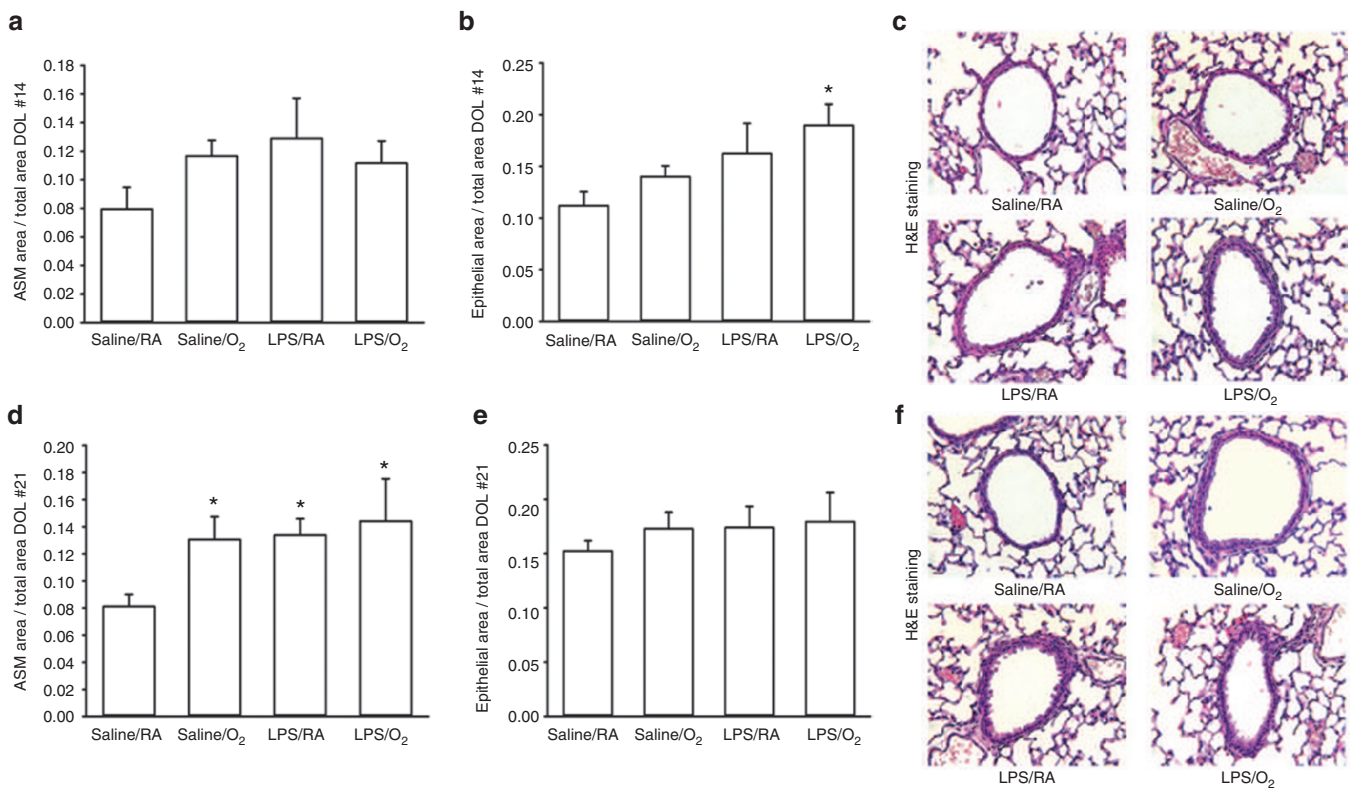 a
ASM area / total area DOL #14
0.18
0.16
0.14
0.12
0.10
0.08
0.06
0.04
0.02
0.00
Saline/RA
Saline/O2
LPS/RA
LPS/O2
b
Epithelial area / total area DOL #14
0.25
0.20
0.15
0.10
0.05
0.00
*
Saline/RA
Saline/O2
LPS/RA
LPS/O2
c
H&E staining
Saline/RA
Saline/O2
LPS/RA
LPS/O2
d
ASM area / total area DOL #21
0.20
0.18
0.16
0.14
0.12
0.10
0.08
0.06
0.04
0.02
0.00
*
*
*
Saline/RA
Saline/O2
LPS/RA
LPS/O2
e
Epithelial area / total area DOL #21
0.25
0.20
0.15
0.10
0.05
0.00
Saline/RA
Saline/O2
LPS/RA
LPS/O2
f
H&E staining
Saline/RA
Saline/O2
LPS/RA
LPS/O2